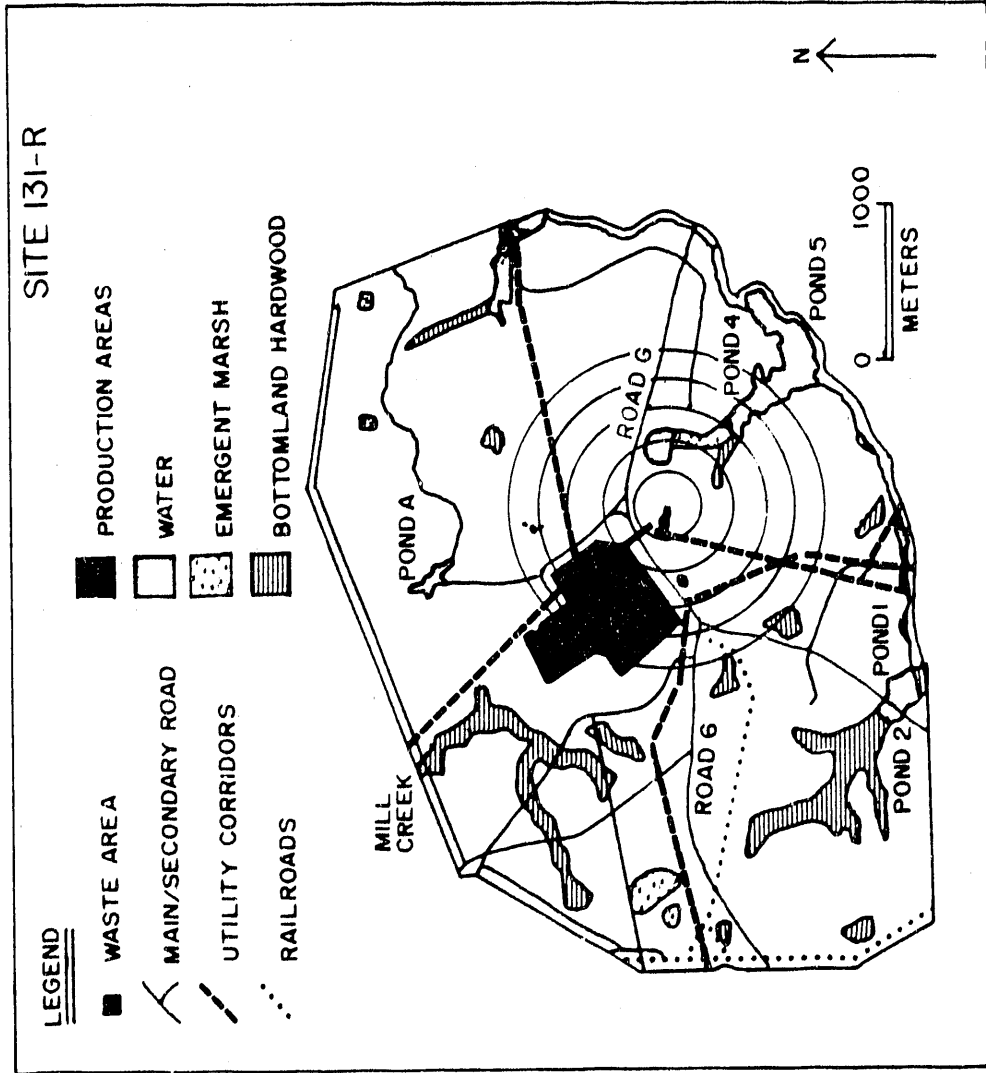 SITE 131-R
LEGEND
WASTE AREA
MAIN/SECONDARY ROAD
UTILITY CORRIDORS
RAILROADS
PRODUCTION AREAS
WATER
EMERGENT MARSH
BOTTOMLAND HARDWOOD
N
MILL
CREEK
POND A
ROAD G
ROAD 6
POND 4
POND 5
POND 1
POND 2
0 1000
METERS